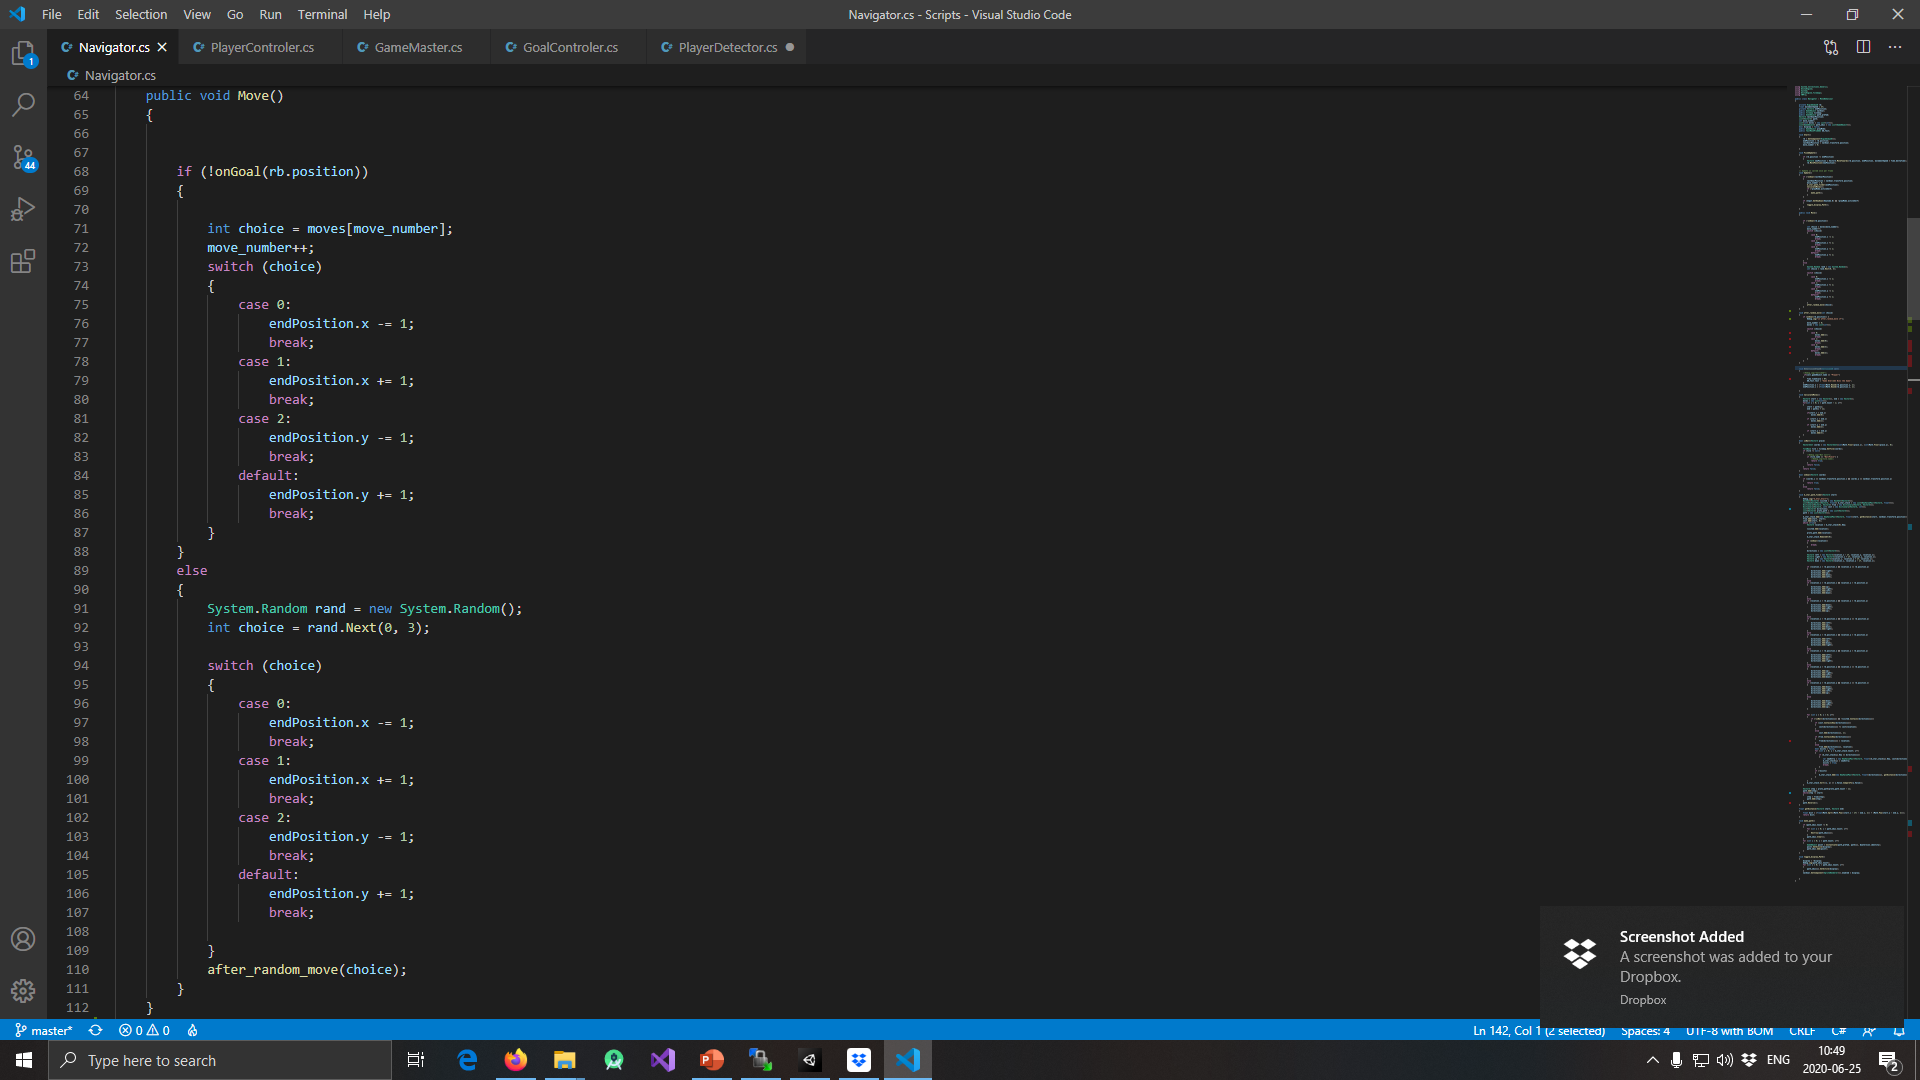 File Edit Selection View Go Run Terminal Help
Navigator.cs - Scripts - Visual Studio Code
Navigator.cs PlayerControler.cs GameMaster.cs GoalControler.cs PlayerDetector.cs
Navigator.cs
64 public void Move()
65 {
66
67
68 if (!onGoal(rb.position))
69 {
70
71 int choice = moves[move_number];
72 move_number++;
73 switch (choice)
74 {
75 case 0:
76 endPosition.x -= 1;
77 break;
78 case 1:
79 endPosition.x += 1;
80 break;
81 case 2:
82 endPosition.y -= 1;
83 break;
84 default:
85 endPosition.y += 1;
86 break;
87 }
88 }
89 else
90 {
91 System.Random rand = new System.Random();
92 int choice = rand.Next(0, 3);
93
94 switch (choice)
95 {
96 case 0:
97 endPosition.x -= 1;
98 break;
99 case 1:
100 endPosition.x += 1;
101 break;
102 case 2:
103 endPosition.y -= 1;
104 break;
105 default:
106 endPosition.y += 1;
107 break;
108
109 }
110 after_random_move(choice);
111 }
112 }
1
44
Screenshot Added
A screenshot was added to your
Dropbox.
Dropbox
master* 0 0
Ln 142, Col 1 (2 selected) Spaces: 4 UTF-8 with BOM CRLF C#
Type here to search
ENG
10:49
2020-06-25
2